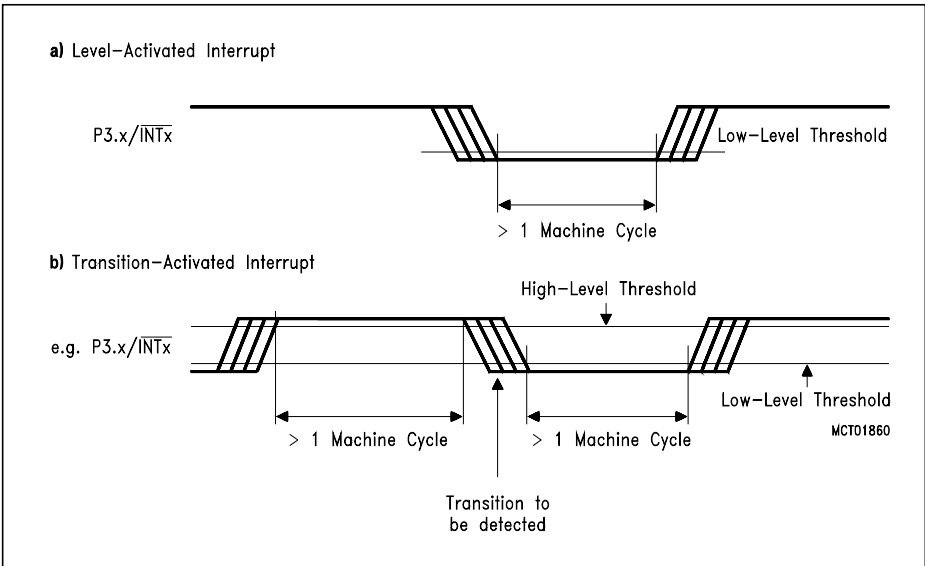 a) Level-Activated Interrupt
P3.x/INTx
Low-Level Threshold
> 1 Machine Cycle
b) Transition-Activated Interrupt
High-Level Threshold
e.g. P3.x/INTx
Low-Level Threshold
> 1 Machine Cycle
> 1 Machine Cycle
MCT01860
Transition to
be detected